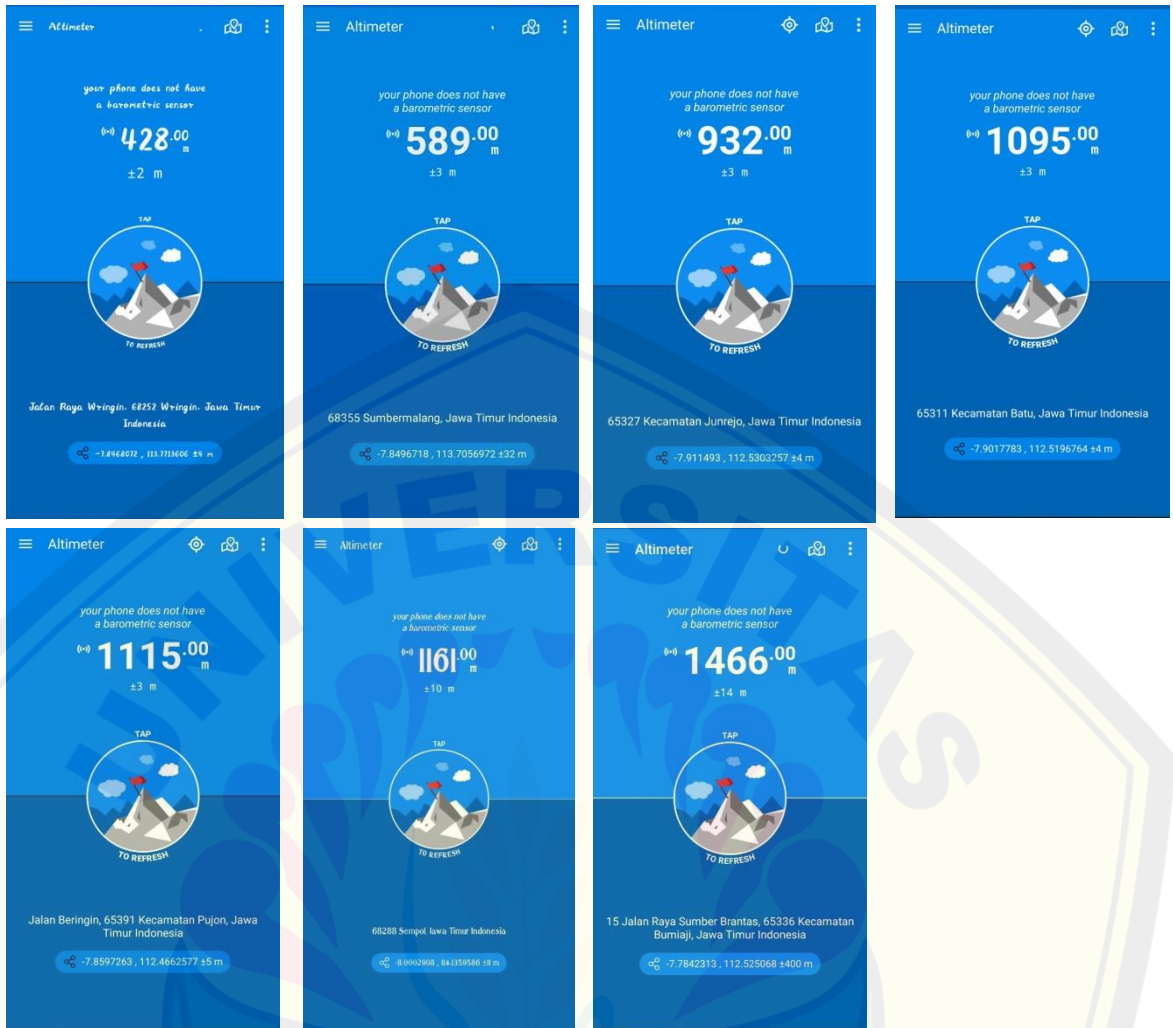 Altimeter
your phone does not have
a barometric sensor
428.00
m
±2 m
TAP
TO REFRESH
Jalan Raya Wringin. 68252 Wringin. Jawa Timur
Indonesia
-7.8468072 , 113.7713606 ±4 m
Altimeter
your phone does not have
a barometric sensor
589.00
m
±3 m
TAP
TO REFRESH
68355 Sumbermalang, Jawa Timur Indonesia
-7.8496718 , 113.7056972 ±32 m
Altimeter
your phone does not have
a barometric sensor
932.00
m
±3 m
TAP
TO REFRESH
65327 Kecamatan Junrejo, Jawa Timur Indonesia
-7.911493 , 112.5303257 ±4 m
Altimeter
your phone does not have
a barometric sensor
1095.00
m
±3 m
TAP
TO REFRESH
65311 Kecamatan Batu, Jawa Timur Indonesia
-7.9017783 , 112.5196764 ±4 m
Altimeter
your phone does not have
a barometric sensor
1115.00
m
±3 m
TAP
TO REFRESH
Jalan Beringin, 65391 Kecamatan Pujon, Jawa
Timur Indonesia
-7.8597263 , 112.4662577 ±5 m
Altimeter
your phone does not have
a barometric sensor
1161.00
m
±10 m
TAP
TO REFRESH
68288 Sempol Jawa Timur Indonesia
-8.0002908 ,
Altimeter
your phone does not have
a barometric sensor
1466.00
m
±14 m
TAP
TO REFRESH
15 Jalan Raya Sumber Brantas, 65336 Kecamatan
Bumiaji, Jawa Timur Indonesia
-7.7842313 , 112.525068 ±400 m
UNIVERSITAS